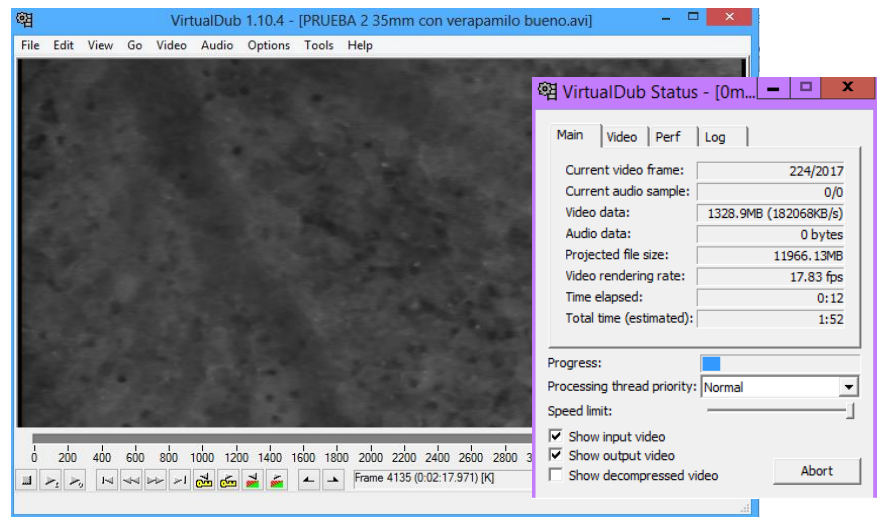 VirtualDub 1.10.4 - [PRUEBA 2 35mm con verapamilo bueno.avi]
File Edit View Go Video Audio Options Tools Help
0 200 400 600 800 1000 1200 1400 1600 1800 2000 2200 2400 2600 2800 3
Frame 4135 (0:02:17.971) [K]
VirtualDub Status - [0m...
Main Video Perf Log
Current video frame: 224/2017
Current audio sample: 0/0
Video data: 1328.9MB (182068KB/s)
Audio data: 0 bytes
Projected file size: 11966.13MB
Video rendering rate: 17.83 fps
Time elapsed: 0:12
Total time (estimated): 1:52
Progress:
Processing thread priority: Normal
Speed limit:
Show input video
Show output video
Show decompressed video
Abort